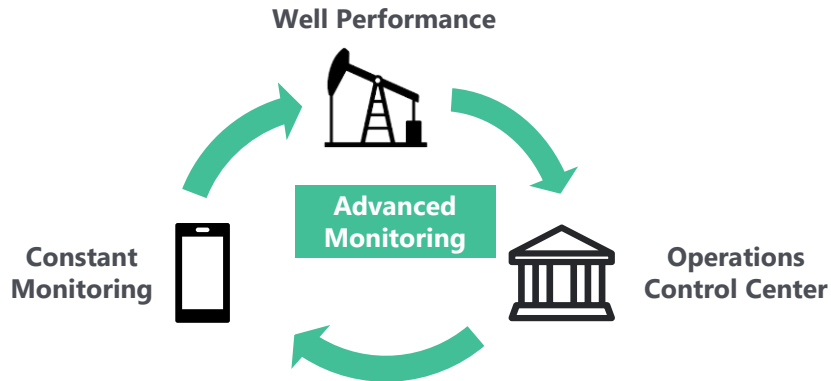 Well Performance
Advanced
Monitoring
Constant
Monitoring
Operations
Control Center